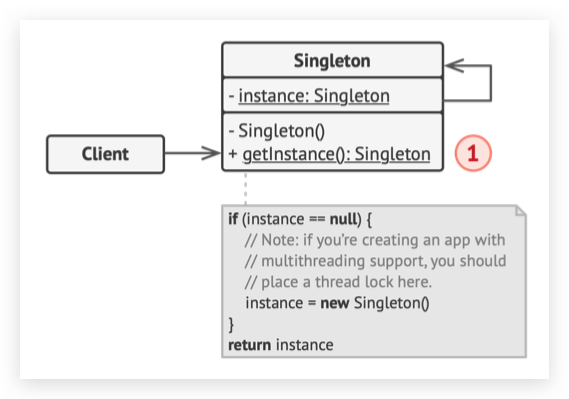 Singleton
- instance: Singleton
- Singleton()
+ getInstance(): Singleton
Client
1
if (instance == null) {
// Note: if you're creating an app with
// multithreading support, you should
// place a thread lock here.
instance = new Singleton()
}
return instance